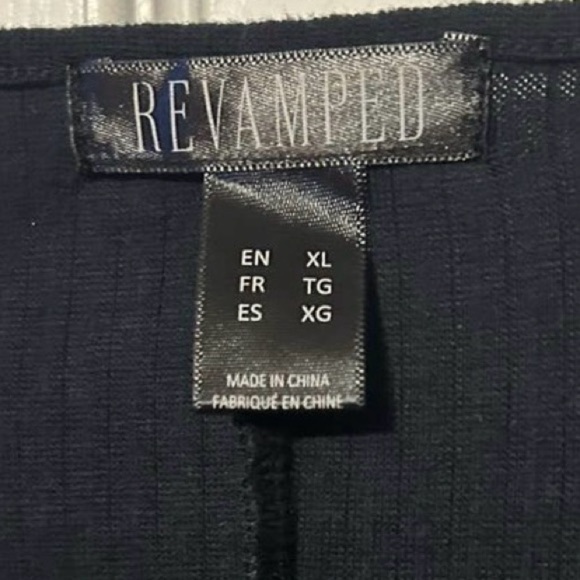 REVAMPED
EN XL
FR TG
ES XG
MADE IN CHINA
FABRIQUÉ EN CHINE